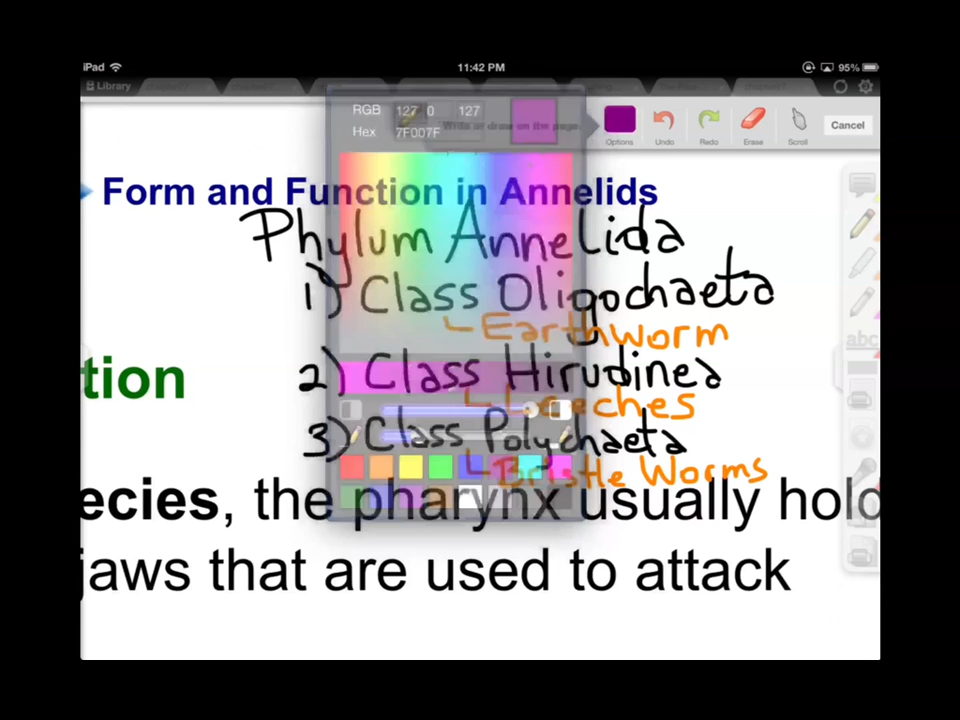 iPad 11:42 PM 95%
Library
RGB 127 0 127
Hex 7F007F
Write or draw on the page.
Options Undo Redo Erase Scroll Cancel
Form and Function in Annelids
Phylum Annelida
1) Class Oligochaeta
Earthworm
2) Class Hirudinea
Leeches
3) Class Polychaeta
Bristle Worms
tion
abc
ecies, the pharynx usually hold
jaws that are used to attack